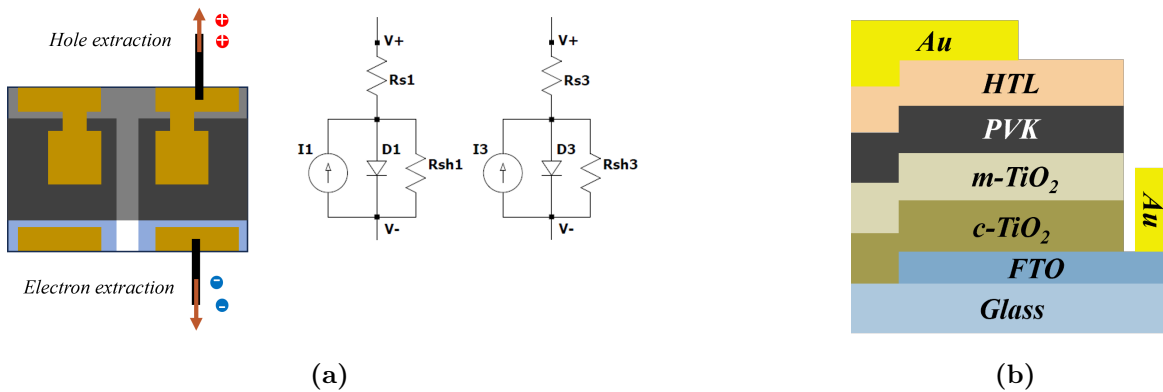 Hole extraction
+
+
Electron extraction
−
−
V+
Rs1
I1
D1
Rsh1
V-
V+
Rs3
I3
D3
Rsh3
V-
(a)
Au
HTL
PVK
m-TiO₂
c-TiO₂
Au
FTO
Glass
(b)